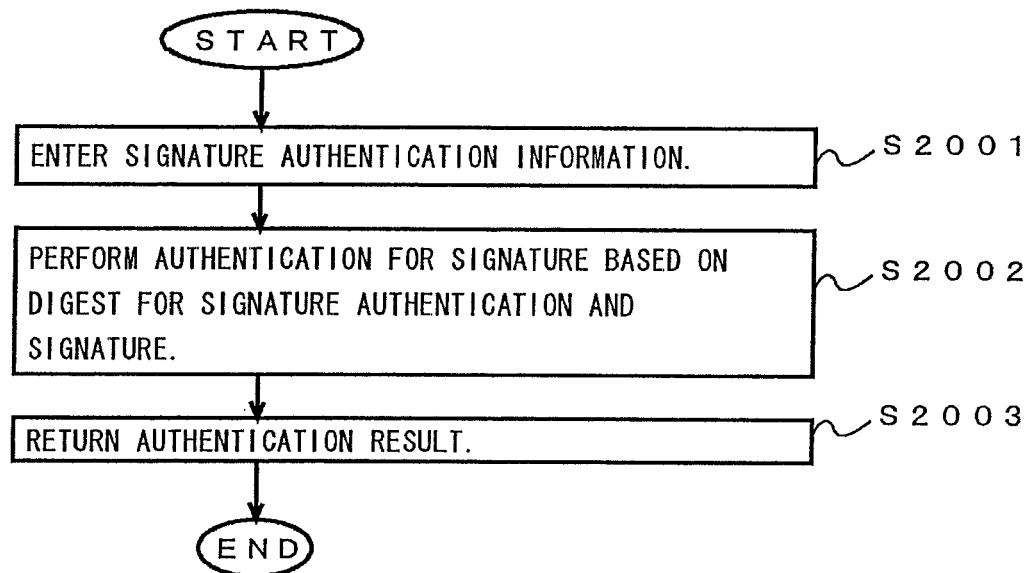 START
ENTER SIGNATURE AUTHENTICATION INFORMATION.
S2001
PERFORM AUTHENTICATION FOR SIGNATURE BASED ON
DIGEST FOR SIGNATURE AUTHENTICATION AND
SIGNATURE.
S2002
RETURN AUTHENTICATION RESULT.
S2003
END